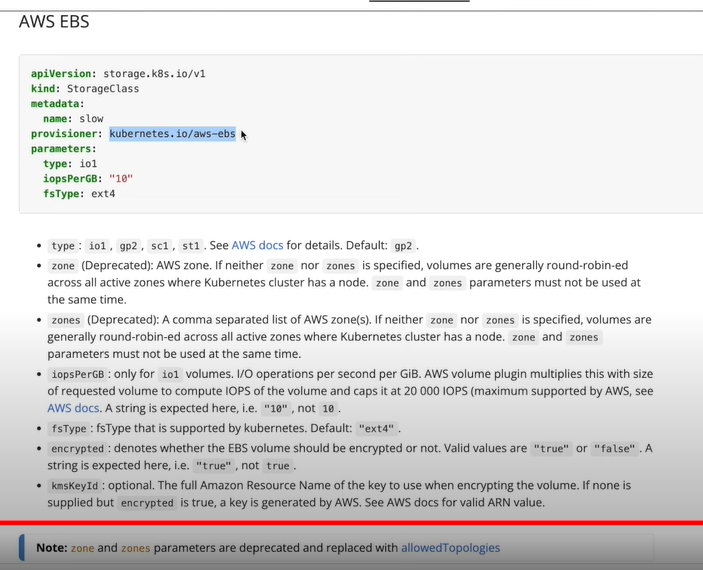 AWS EBS
apiVersion: storage.k8s.io/v1
kind: StorageClass
metadata:
  name: slow
provisioner: kubernetes.io/aws-ebs
parameters:
  type: io1
  iopsPerGB: "10"
  fsType: ext4
• type : io1 , gp2 , sc1 , st1 . See AWS docs for details. Default: gp2 .
• zone (Deprecated): AWS zone. If neither zone nor zones is specified, volumes are generally round-robin-ed
across all active zones where Kubernetes cluster has a node. zone and zones parameters must not be used at
the same time.
• zones (Deprecated): A comma separated list of AWS zone(s). If neither zone nor zones is specified, volumes are
generally round-robin-ed across all active zones where Kubernetes cluster has a node. zone and zones
parameters must not be used at the same time.
• iopsPerGB : only for io1 volumes. I/O operations per second per GiB. AWS volume plugin multiplies this with size
of requested volume to compute IOPS of the volume and caps it at 20 000 IOPS (maximum supported by AWS, see
AWS docs. A string is expected here, i.e. "10" , not 10 .
• fsType : fsType that is supported by kubernetes. Default: "ext4" .
• encrypted : denotes whether the EBS volume should be encrypted or not. Valid values are "true" or "false" . A
string is expected here, i.e. "true" , not true .
• kmsKeyId : optional. The full Amazon Resource Name of the key to use when encrypting the volume. If none is
supplied but encrypted is true, a key is generated by AWS. See AWS docs for valid ARN value.
Note: zone and zones parameters are deprecated and replaced with allowedTopologies